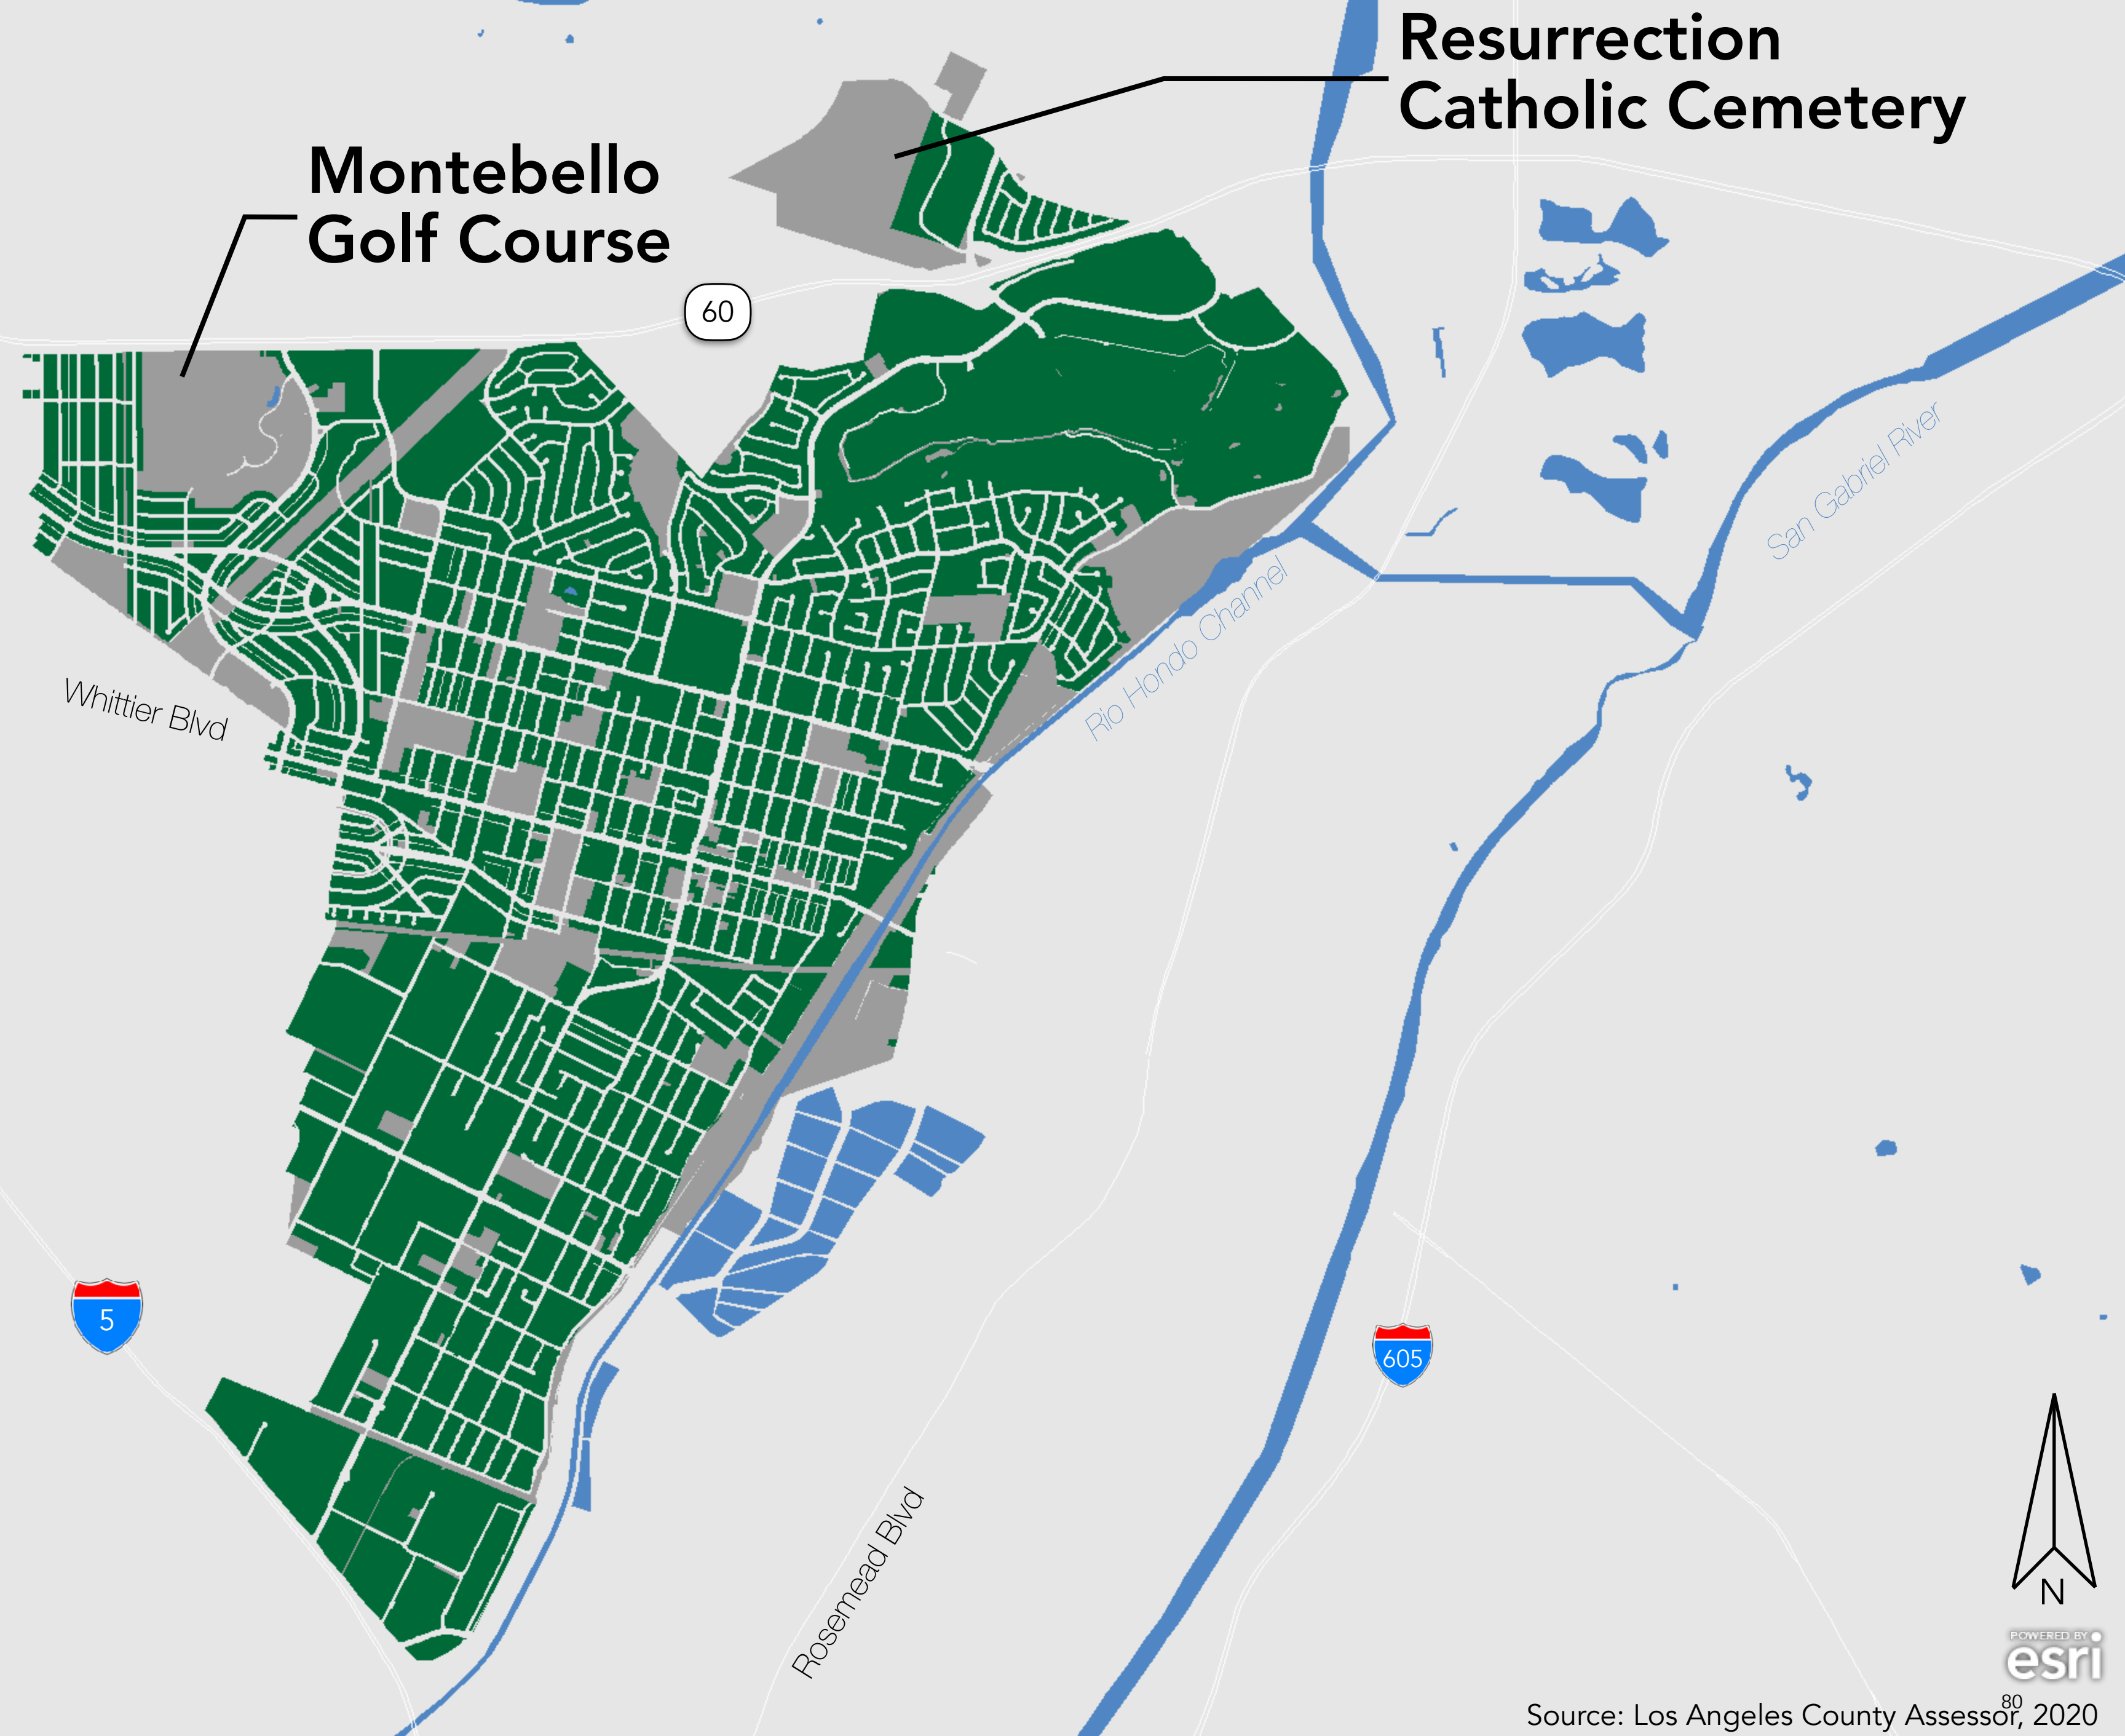 Resurrection
Catholic Cemetery
Montebello
Golf Course
60
San Gabriel River
Rio Hondo Channel
Whittier Blvd
5
605
Rosemead Blvd
N
POWERED BY
esri
80
Source: Los Angeles County Assessor, 2020